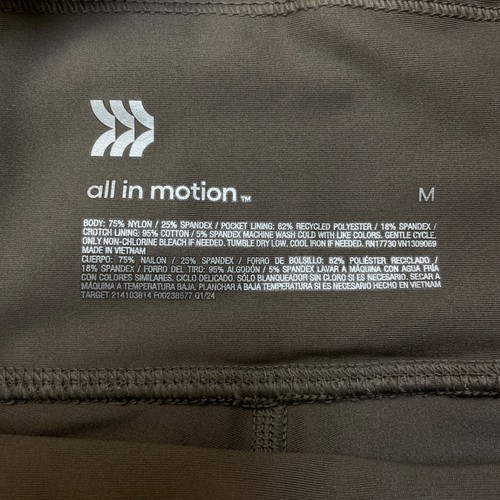 all in motion™
M
BODY: 75% NYLON / 25% SPANDEX / POCKET LINING: 82% RECYCLED POLYESTER / 18% SPANDEX /
CROTCH LINING: 95% COTTON / 5% SPANDEX MACHINE WASH COLD WITH LIKE COLORS. GENTLE CYCLE.
ONLY NON-CHLORINE BLEACH IF NEEDED. TUMBLE DRY LOW. COOL IRON IF NEEDED. RN17730 VN1309069
MADE IN VIETNAM
CUERPO: 75% NAILON / 25% SPANDEX / FORRO DE BOLSILLO: 82% POLIÉSTER RECICLADO /
18% SPANDEX / FORRO DEL TIRO: 95% ALGODÓN / 5% SPANDEX LAVAR A MÁQUINA CON AGUA FRÍA
CON COLORES SIMILARES. CICLO DELICADO. SÓLO BLANQUEADOR SIN CLORO SI ES NECESARIO. SECAR A
MÁQUINA A TEMPERATURA BAJA. PLANCHAR A BAJA TEMPERATURA SI ES NECESARIO HECHO EN VIETNAM
TARGET 214103814 F00238577 Q1/24